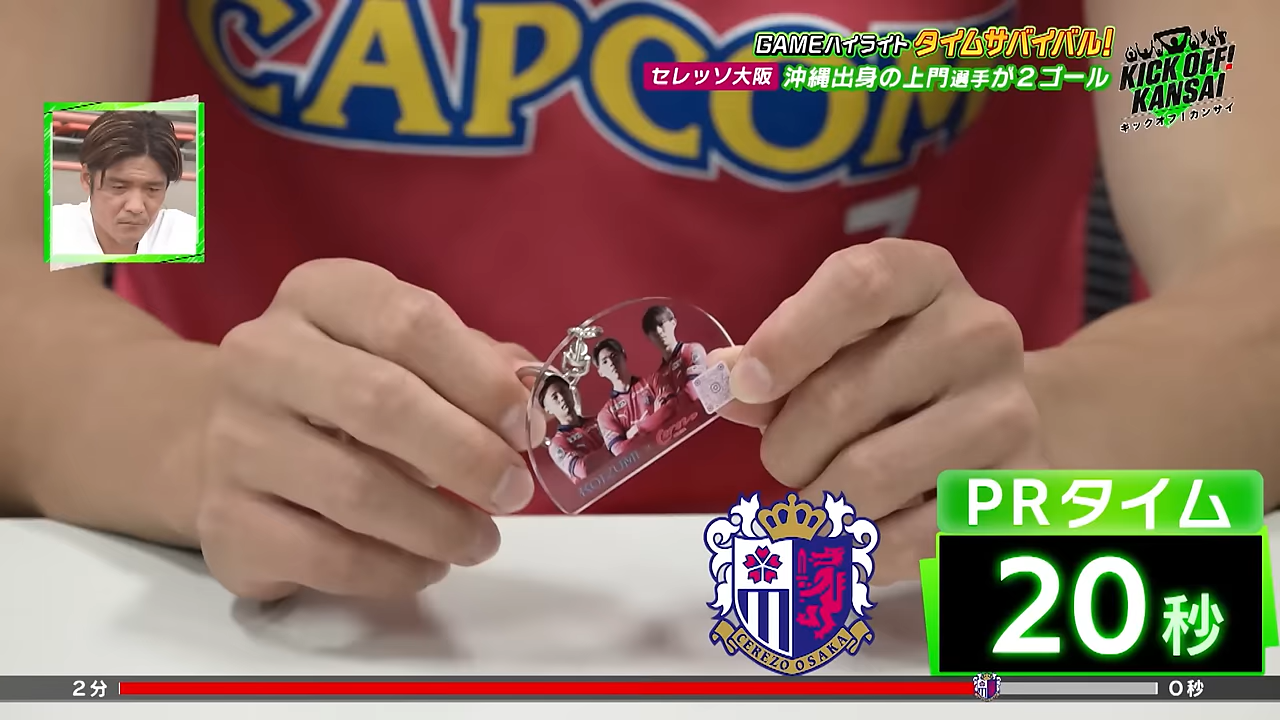 CAPCOM
7
GAMEハイライト タイムサバイバル!
セレッソ大阪 沖縄出身の上門選手が2ゴール
KICK OFF!
KANSAI
キックオフ!カンサイ
KOIZUMI
PRタイム
20秒
CEREZO OSAKA
2分
0秒